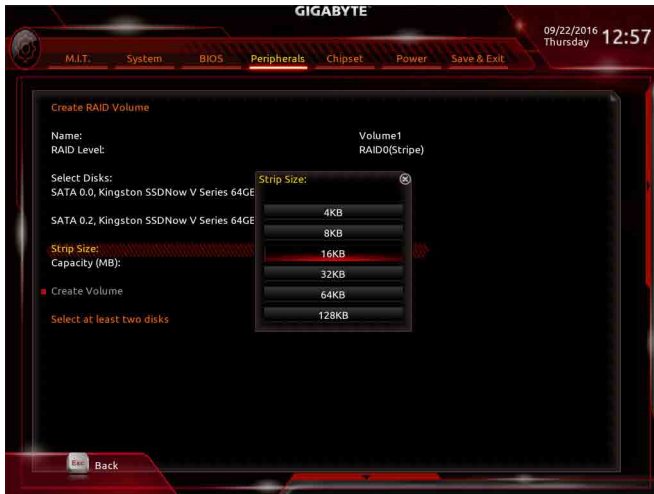 GIGABYTE
09/22/2016
Thursday
12:57
M.I.T. System BIOS Peripherals Chipset Power Save & Exit
Create RAID Volume
Name: Volume1
RAID Level: RAID0(Stripe)
Select Disks:
SATA 0.0, Kingston SSDNow V Series 64GB
SATA 0.2, Kingston SSDNow V Series 64GB
Strip Size:
Capacity (MB):
Create Volume
Select at least two disks
Strip Size:
4KB
8KB
16KB
32KB
64KB
128KB
Esc Back